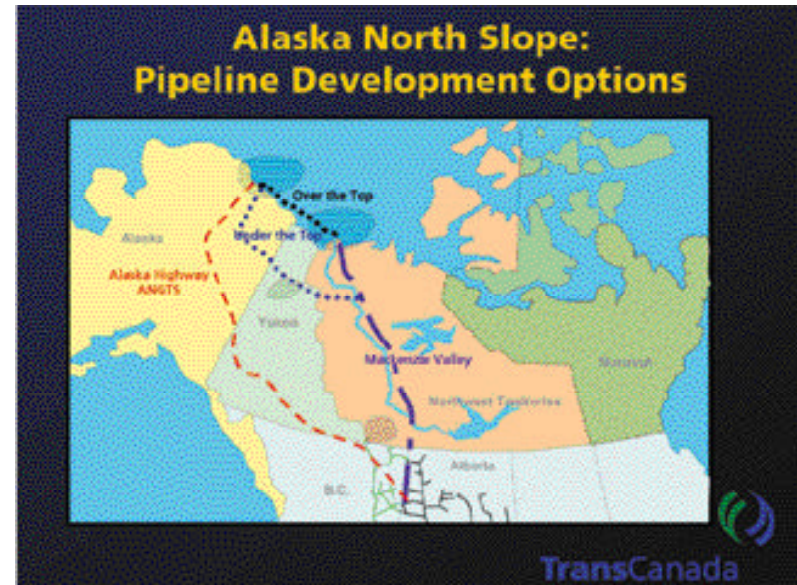 Alaska North Slope:
Pipeline Development Options
Over the Top
Alaska
Under the Top
Alaska Highway
ANGTS
Yukon
Mackenzie Valley
Nunavut
Northwest Territories
Alberta
B.C.
TransCanada